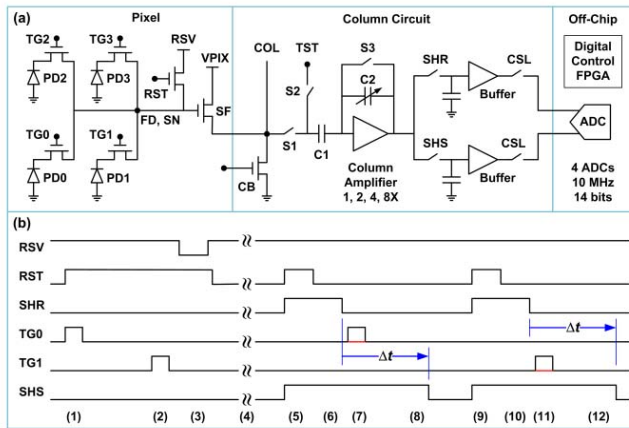 (a)
Pixel
Column Circuit
Off-Chip
TG2
TG3
RSV
COL
TST
S3
SHR
CSL
Digital
Control
FPGA
VPIX
PD2
PD3
RST
SF
S2
C2
Buffer
FD, SN
ADC
TG0
TG1
S1
C1
SHS
CSL
PD0
PD1
CB
Column
Amplifier
1, 2, 4, 8X
Buffer
4 ADCs
10 MHz
14 bits
(b)
RSV
RST
SHR
TG0
Δt
Δt
TG1
SHS
(1) (2) (3) (4) (5) (6) (7) (8) (9) (10) (11) (12)